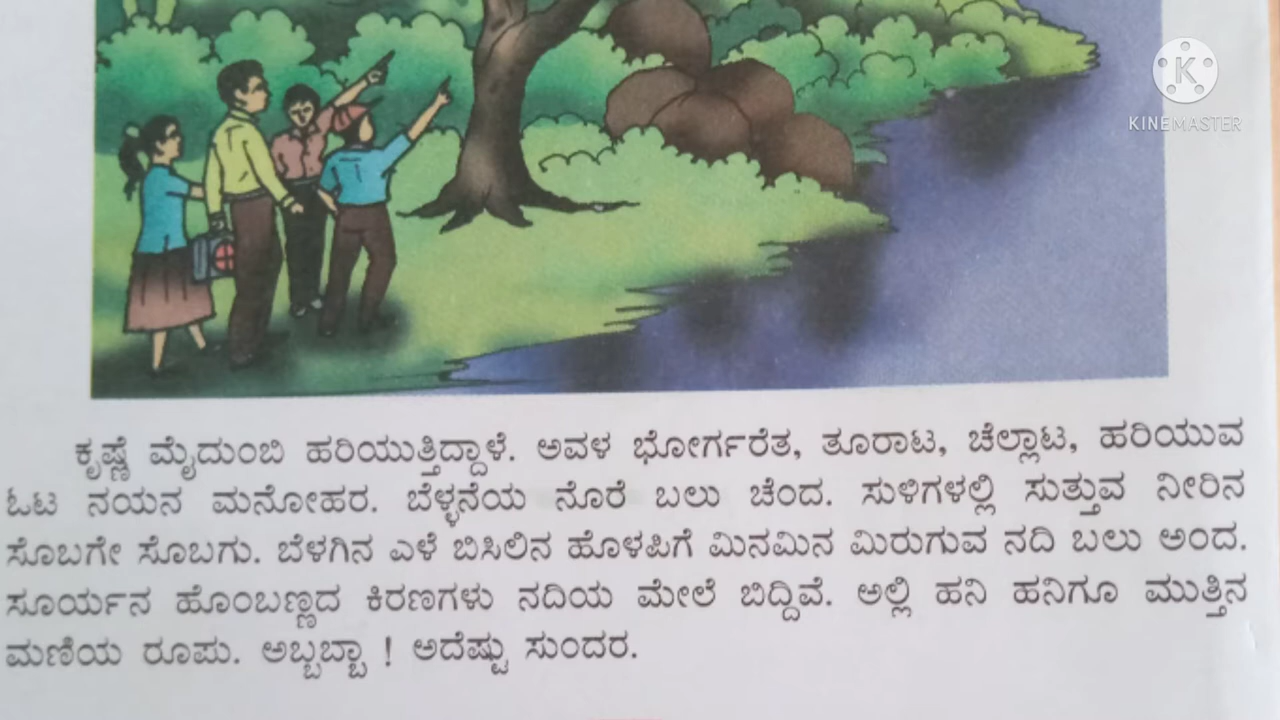 KINEMASTER
ಕೃಷ್ಣೆ ಮೈದುಂಬಿ ಹರಿಯುತ್ತಿದ್ದಾಳೆ. ಅವಳ ಭೋರ್ಗರೆತ, ತೂರಾಟ, ಚೆಲ್ಲಾಟ, ಹರಿಯುವ
ಓಟ ನಯನ ಮನೋಹರ. ಬೆಳ್ಳನೆಯ ನೊರೆ ಬಲು ಚೆಂದ. ಸುಳಿಗಳಲ್ಲಿ ಸುತ್ತುವ ನೀರಿನ
ಸೊಬಗೇ ಸೊಬಗು. ಬೆಳಗಿನ ಎಳೆ ಬಿಸಿಲಿನ ಹೊಳಪಿಗೆ ಮಿನಮಿನ ಮಿರುಗುವ ನದಿ ಬಲು ಅಂದ.
ಸೂರ್ಯನ ಹೊಂಬಣ್ಣದ ಕಿರಣಗಳು ನದಿಯ ಮೇಲೆ ಬಿದ್ದಿವೆ. ಅಲ್ಲಿ ಹನಿ ಹನಿಗೂ ಮುತ್ತಿನ
ಮಣಿಯ ರೂಪು. ಅಬ್ಬಬ್ಬಾ ! ಅದೆಷ್ಟು ಸುಂದರ.